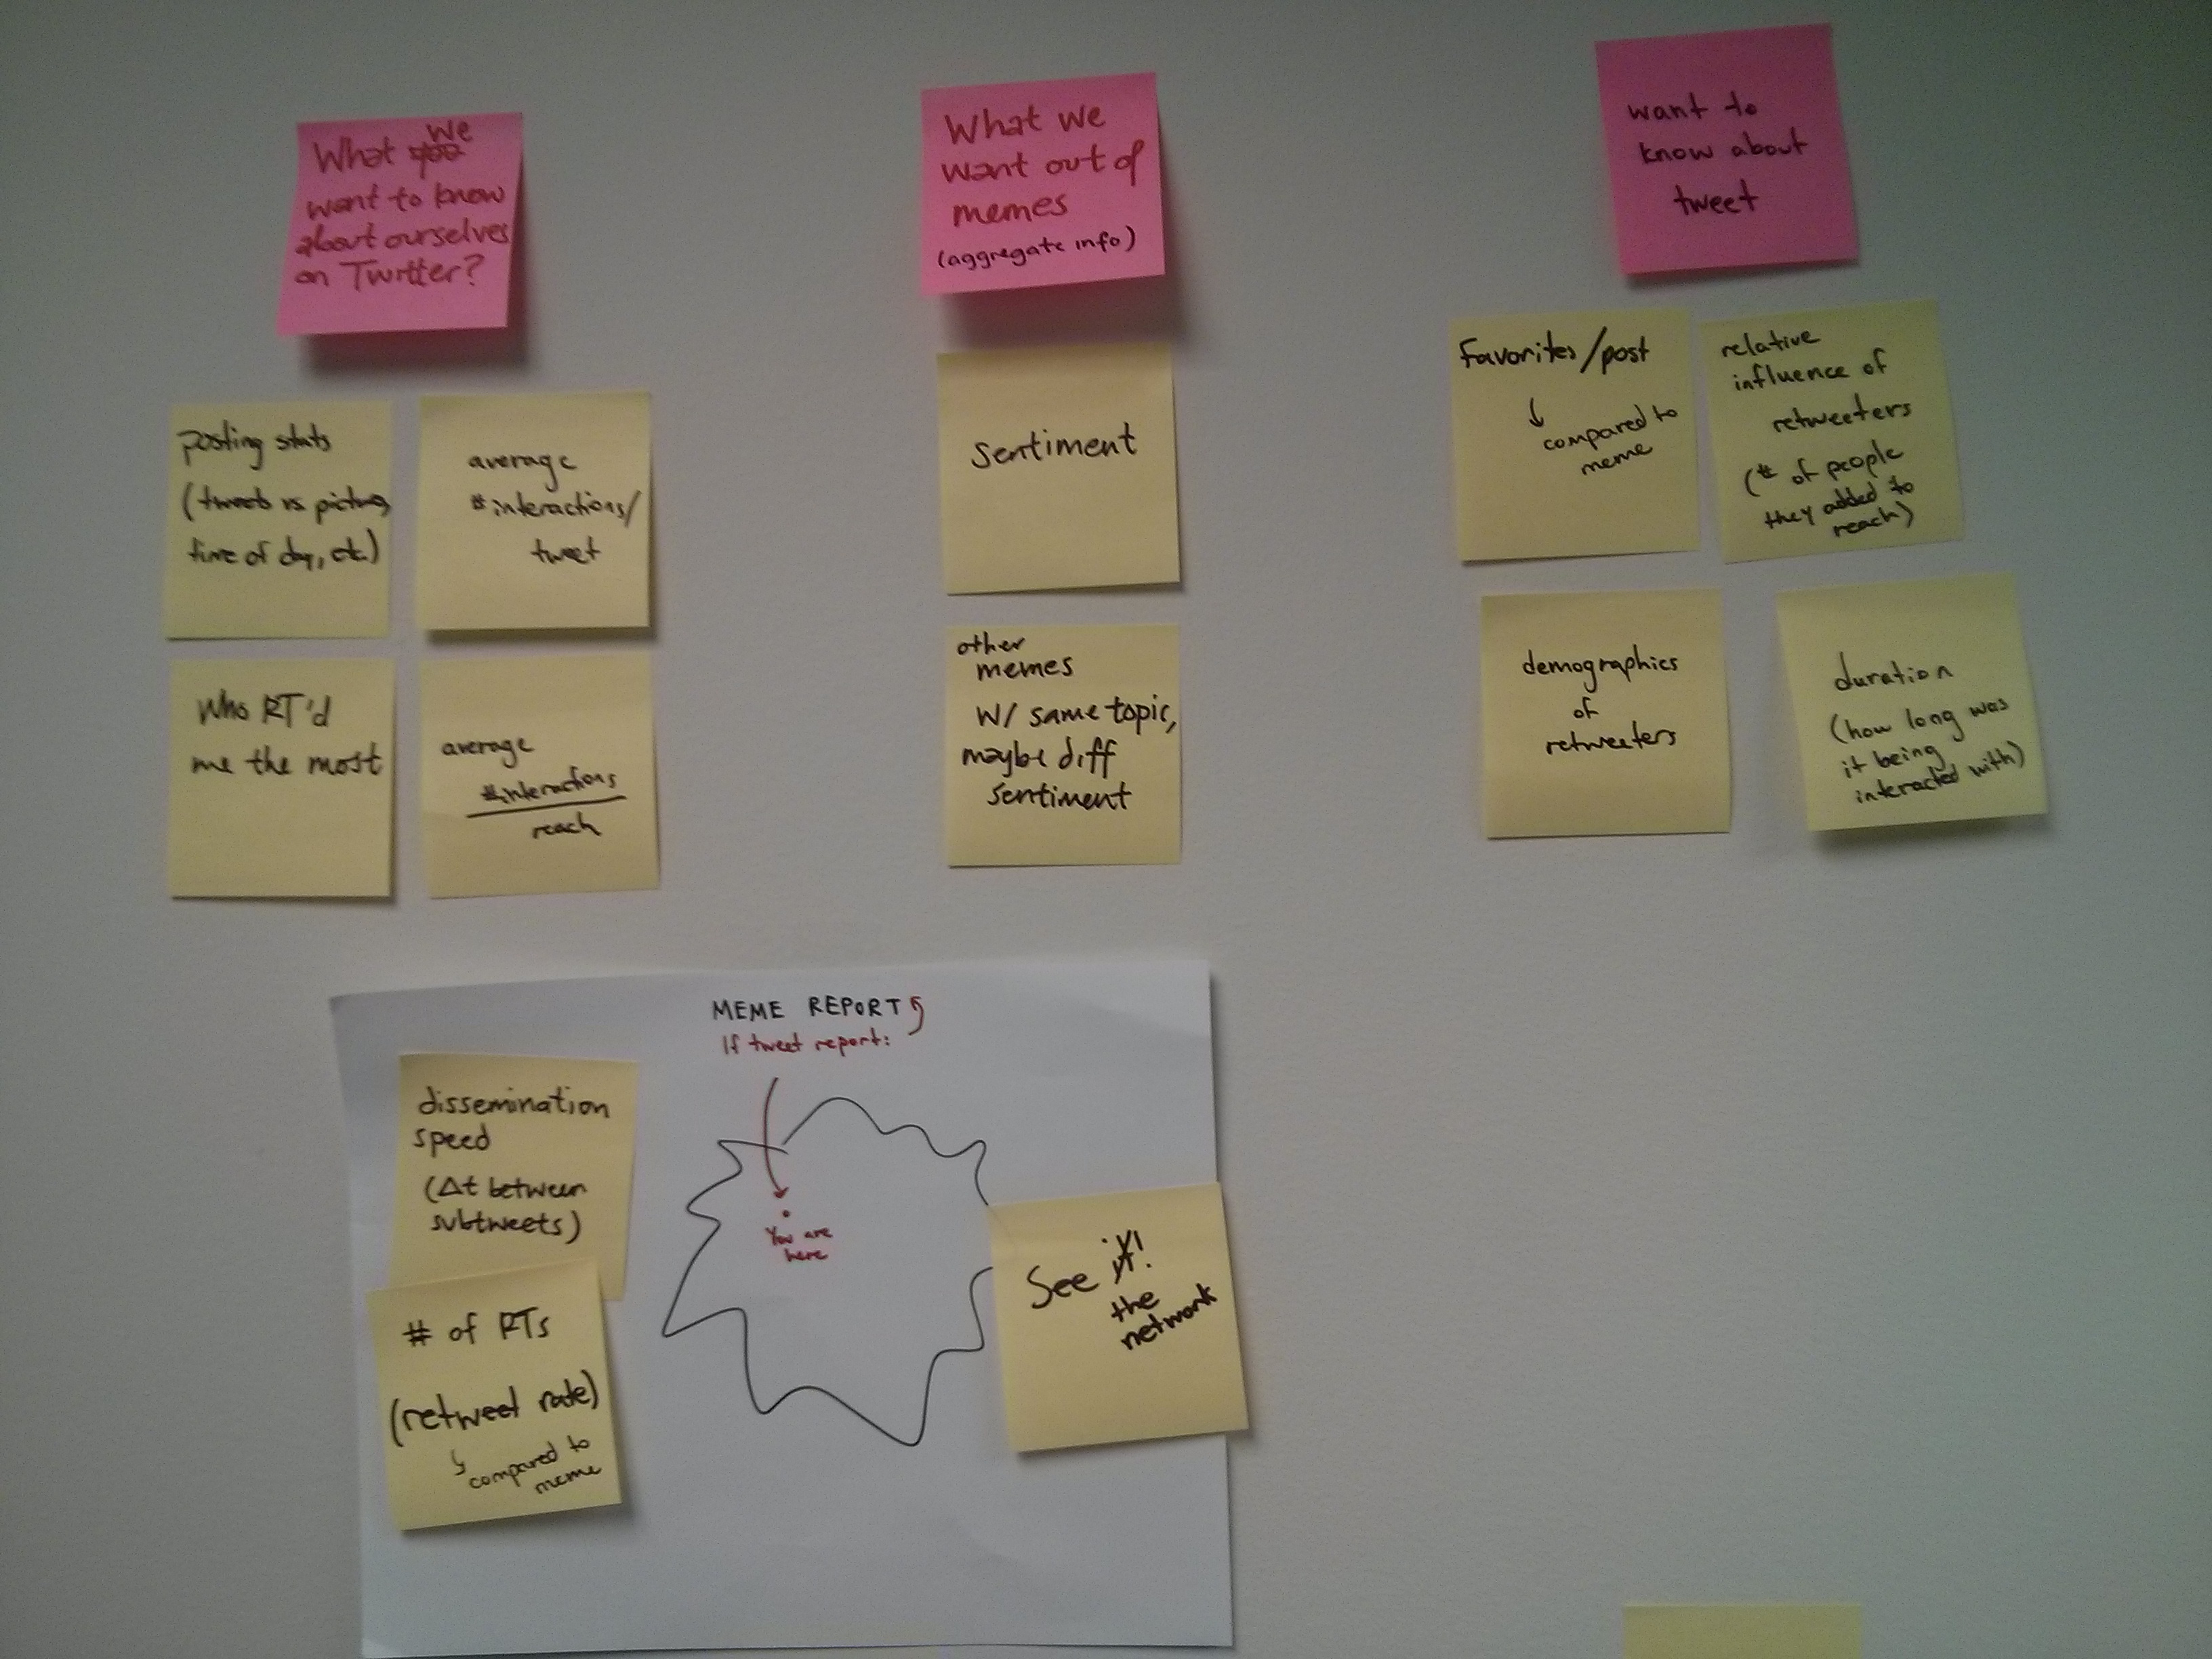 What we
want to know
about ourselves
on Twitter?
posting stats
(tweets vs pictures,
time of day, etc.)
average
#interactions/
tweet
Who RT'd
me the most
average
#interactions
reach
What we
want out of
memes
(aggregate info)
Sentiment
other
memes
W/ same topic,
maybe diff
sentiment
want to
know about
tweet
Favorites/post
↓ compared to
meme
relative
influence of
retweeters
(# of people
they added to
reach)
demographics
of
retweeters
duration
(how long was
it being
interacted with)
MEME REPORT
If tweet report:
You are
here
dissemination
speed
(Δt between
subtweets)
# of RTs
(retweet rate)
↳ compared to
meme
See it!
the
network